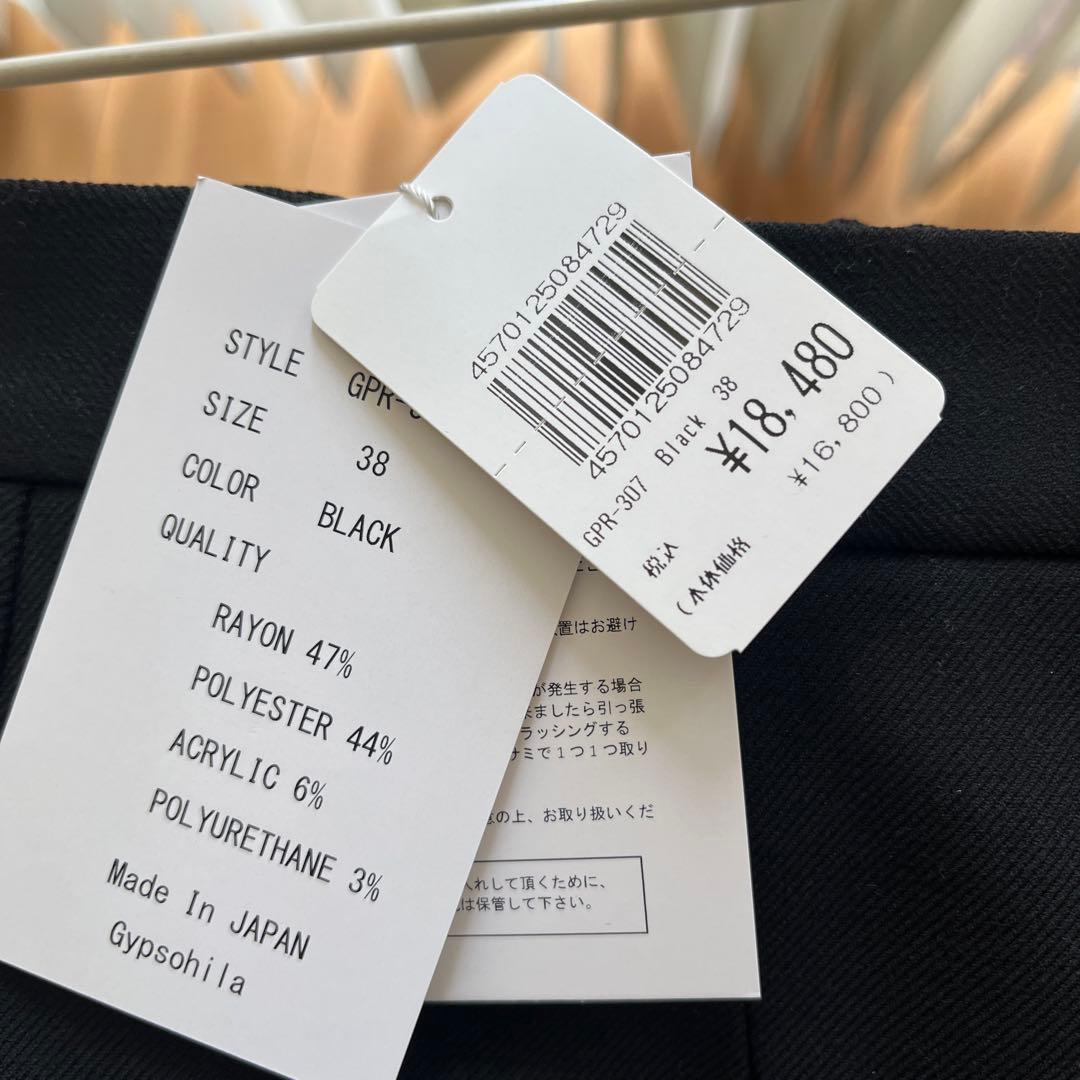 STYLE GPR-
SIZE 38
COLOR BLACK
QUALITY
RAYON 47%
POLYESTER 44%
ACRYLIC 6%
POLYURETHANE 3%
Made In JAPAN
Gypsohila
4570125084729
4570125084729
GPR-307 Black 38
税込 ¥18,480
(本体価格 ¥16,800)
置はお避け
が発生する場合
ましたら引っ張
ラッシングする
サミで1つ1つ取り
の上、お取り扱いくだ
入れして頂くために、
は保管して下さい。